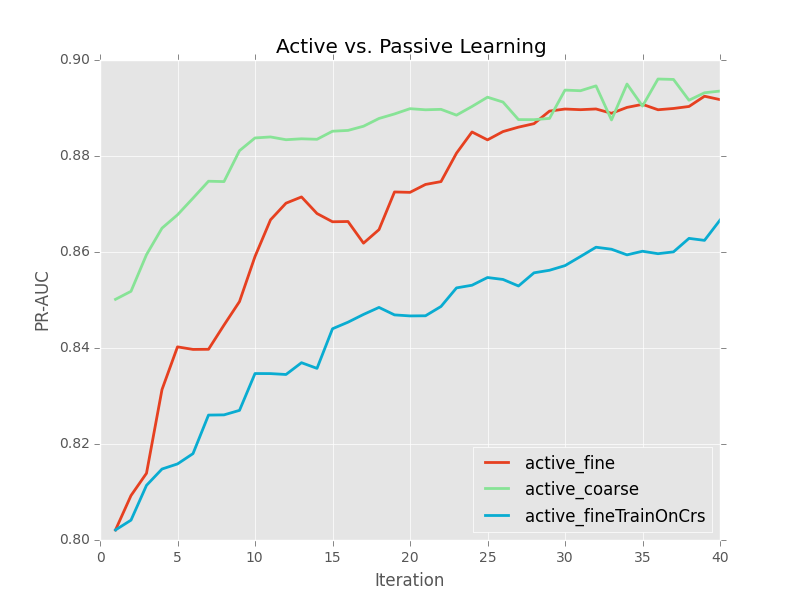 Active vs. Passive Learning
0.90
0.88
0.86
0.84
0.82
0.80
PR-AUC
active_fine
active_coarse
active_fineTrainOnCrs
0 5 10 15 20 25 30 35 40
Iteration